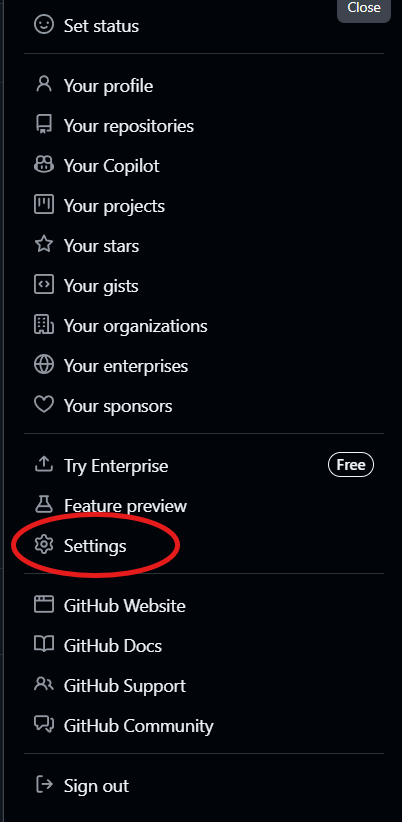 Close
Set status
Your profile
Your repositories
Your Copilot
Your projects
Your stars
Your gists
Your organizations
Your enterprises
Your sponsors
Try Enterprise Free
Feature preview
Settings
GitHub Website
GitHub Docs
GitHub Support
GitHub Community
Sign out